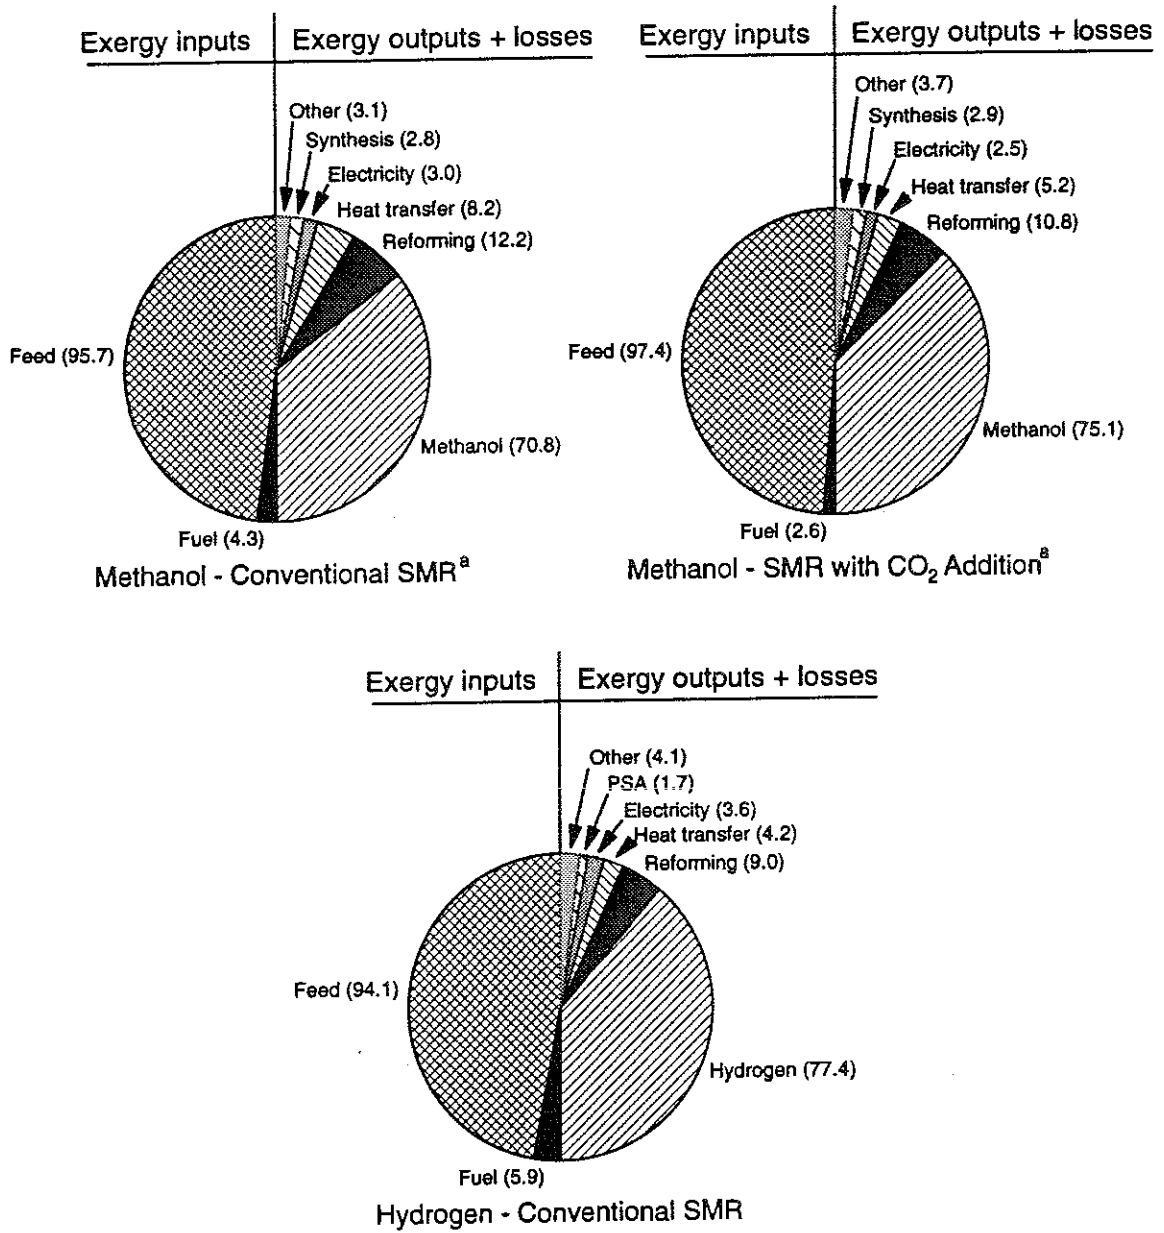 Exergy inputs Exergy outputs + losses
Other (3.1)
Synthesis (2.8)
Electricity (3.0)
Heat transfer (8.2)
Reforming (12.2)
Feed (95.7)
Methanol (70.8)
Fuel (4.3)
Methanol - Conventional SMRᵃ
Exergy inputs Exergy outputs + losses
Other (3.7)
Synthesis (2.9)
Electricity (2.5)
Heat transfer (5.2)
Reforming (10.8)
Feed (97.4)
Methanol (75.1)
Fuel (2.6)
Methanol - SMR with CO₂ Additionᵃ
Exergy inputs Exergy outputs + losses
Other (4.1)
PSA (1.7)
Electricity (3.6)
Heat transfer (4.2)
Reforming (9.0)
Feed (94.1)
Hydrogen (77.4)
Fuel (5.9)
Hydrogen - Conventional SMR